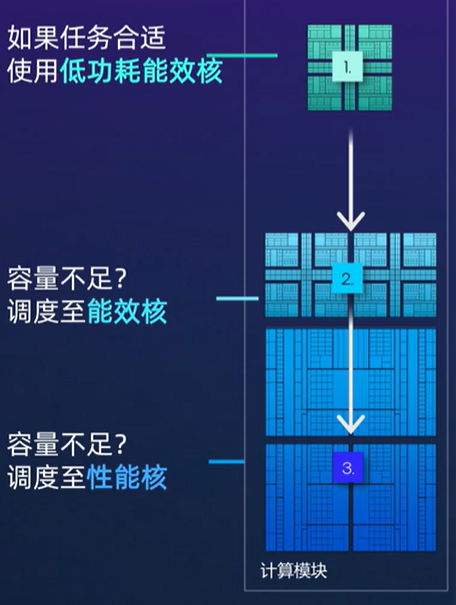 如果任务合适
使用低功耗能效核
1.
容量不足?
调度至能效核
2.
容量不足?
调度至性能核
3.
计算模块